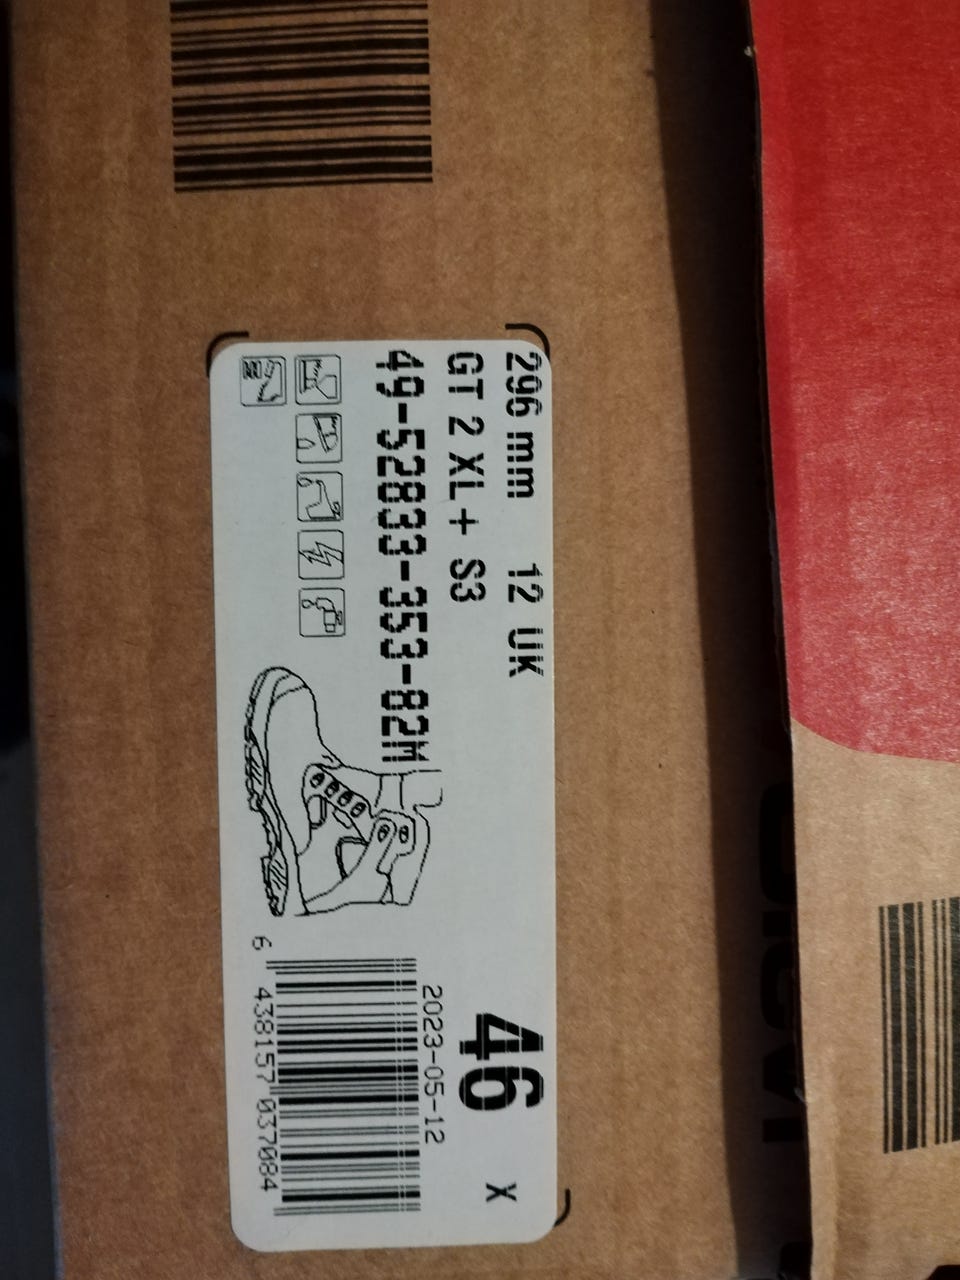 296 mm 12 UK
GT 2 XL+ S3
49-52833-353-82M
46 X
2023-05-12
6 438157 037084